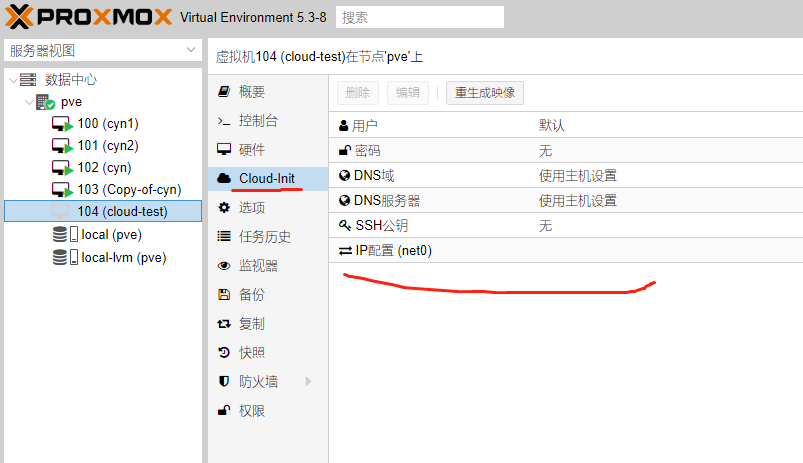 PROXMOX Virtual Environment 5.3-8 搜索
服务器视图
数据中心
pve
100 (cyn1)
101 (cyn2)
102 (cyn)
103 (Copy-of-cyn)
104 (cloud-test)
local (pve)
local-lvm (pve)
虚拟机104 (cloud-test)在节点'pve'上
概要
控制台
硬件
Cloud-Init
选项
任务历史
监视器
备份
复制
快照
防火墙
权限
删除 编辑 重生成映像
用户 默认
密码 无
DNS域 使用主机设置
DNS服务器 使用主机设置
SSH公钥 无
IP配置 (net0)